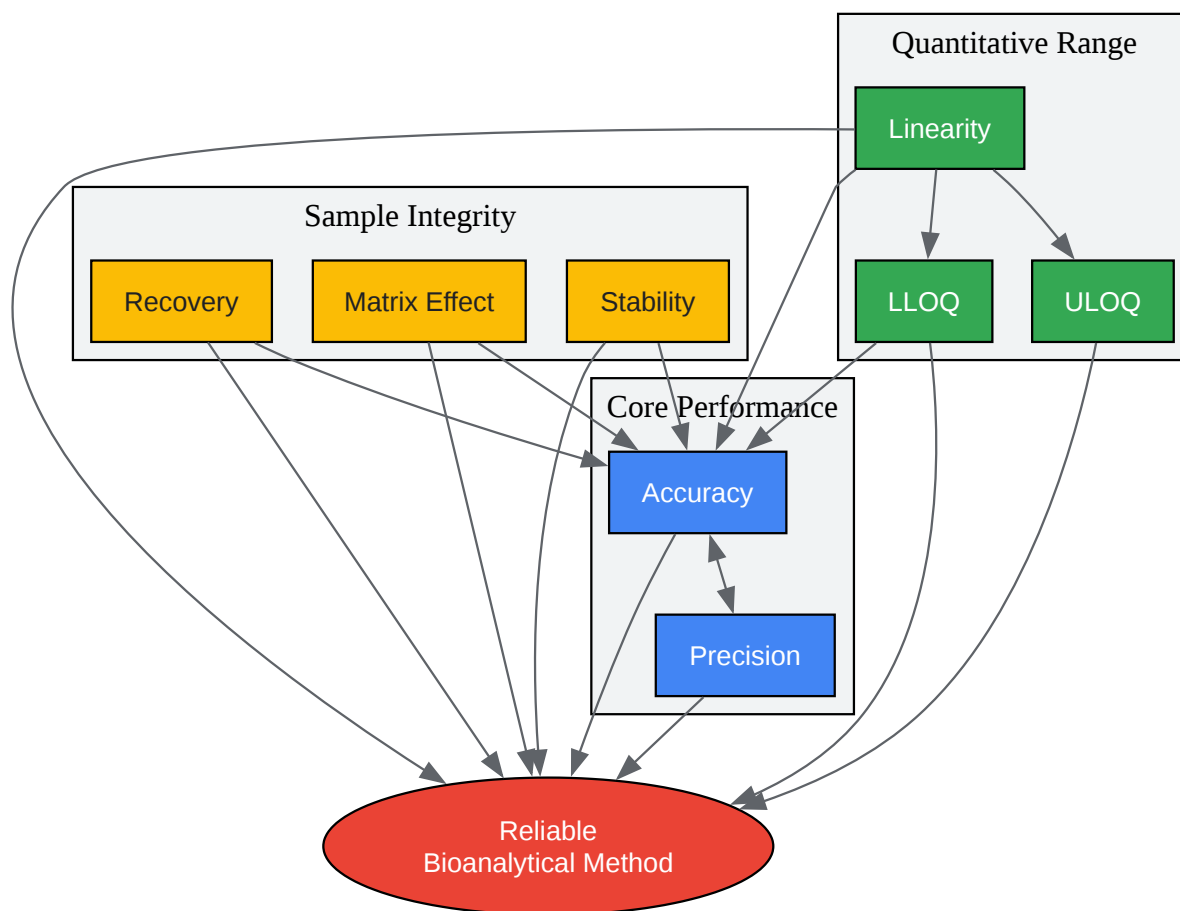 Quantitative Range
Linearity
Sample Integrity
Recovery
Matrix Effect
Stability
LLOQ
ULOQ
Core Performance
Accuracy
Precision
Reliable
Bioanalytical Method